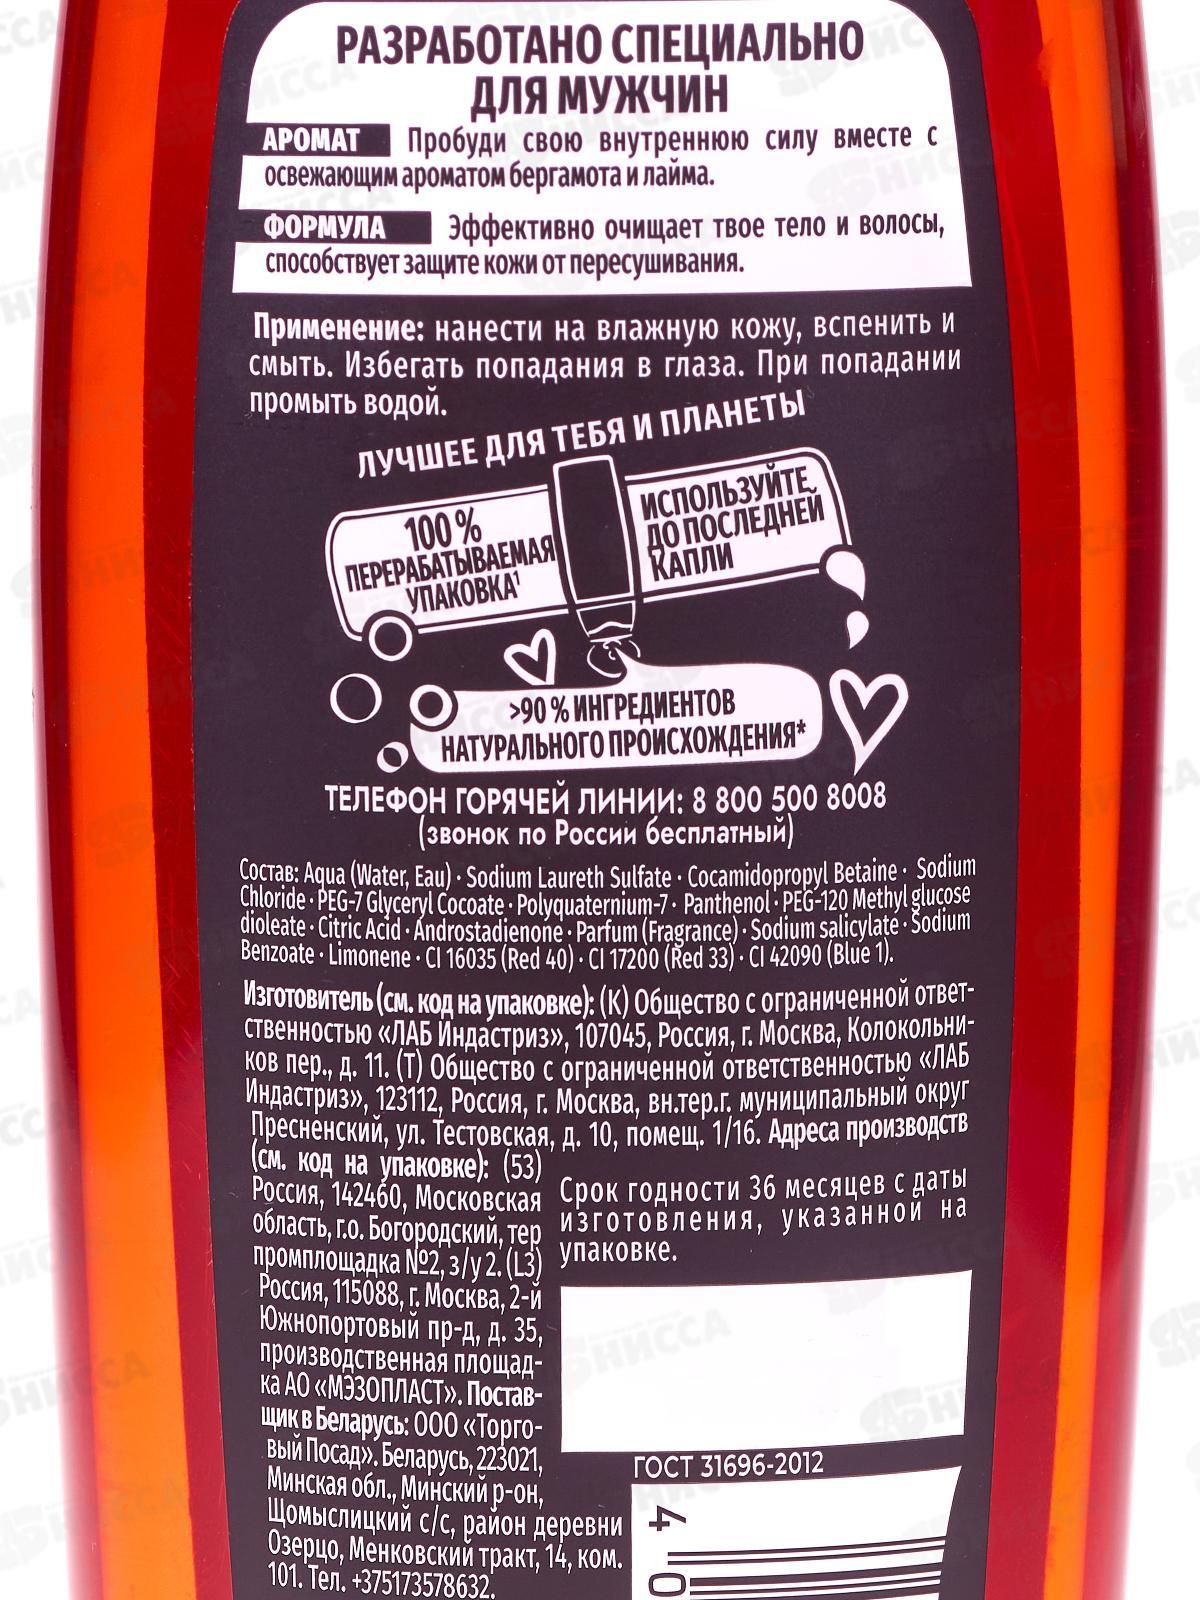 РАЗРАБОТАНО СПЕЦИАЛЬНО
ДЛЯ МУЖЧИН
АРОМАТ Пробуди свою внутреннюю силу вместе с
освежающим ароматом бергамота и лайма.
ФОРМУЛА Эффективно очищает твое тело и волосы,
способствует защите кожи от пересушивания.
Применение: нанести на влажную кожу, вспенить и
смыть. Избегать попадания в глаза. При попадании
промыть водой.
ЛУЧШЕЕ ДЛЯ ТЕБЯ И ПЛАНЕТЫ
100 %
ПЕРЕРАБАТЫВАЕМАЯ
УПАКОВКА¹
ИСПОЛЬЗУЙТЕ
ДО ПОСЛЕДНЕЙ
КАПЛИ
>90 % ИНГРЕДИЕНТОВ
НАТУРАЛЬНОГО ПРОИСХОЖДЕНИЯ*
ТЕЛЕФОН ГОРЯЧЕЙ ЛИНИИ: 8 800 500 8008
(звонок по России бесплатный)
Состав: Aqua (Water, Eau) · Sodium Laureth Sulfate · Cocamidopropyl Betaine · Sodium
Chloride · PEG-7 Glyceryl Cocoate · Polyquaternium-7 · Panthenol · PEG-120 Methyl glucose
dioleate · Citric Acid · Androstadienone · Parfum (Fragrance) · Sodium salicylate · Sodium
Benzoate · Limonene · CI 16035 (Red 40) · CI 17200 (Red 33) · CI 42090 (Blue 1).
Изготовитель (см. код на упаковке): (К) Общество с ограниченной ответ-
ственностью «ЛАБ Индастриз», 107045, Россия, г. Москва, Колокольни-
ков пер., д. 11. (Т) Общество с ограниченной ответственностью «ЛАБ
Индастриз», 123112, Россия, г. Москва, вн.тер.г. муниципальный округ
Пресненский, ул. Тестовская, д. 10, помещ. 1/16. Адреса производств
(см. код на упаковке): (53)
Россия, 142460, Московская
область, г.о. Богородский, тер
промплощадка №2, з/у 2. (L3)
Россия, 115088, г. Москва, 2-й
Южнопортовый пр-д, д. 35,
производственная площад-
ка АО «МЭЗОПЛАСТ». Постав-
щик в Беларусь: ООО «Торго-
вый Посад». Беларусь, 223021,
Минская обл., Минский р-он,
Щомыслицкий с/с, район деревни
Озерцо, Менковский тракт, 14, ком.
101. Тел. +375173578632.
Срок годности 36 месяцев с даты
изготовления, указанной на
упаковке.
ГОСТ 31696-2012
4
0